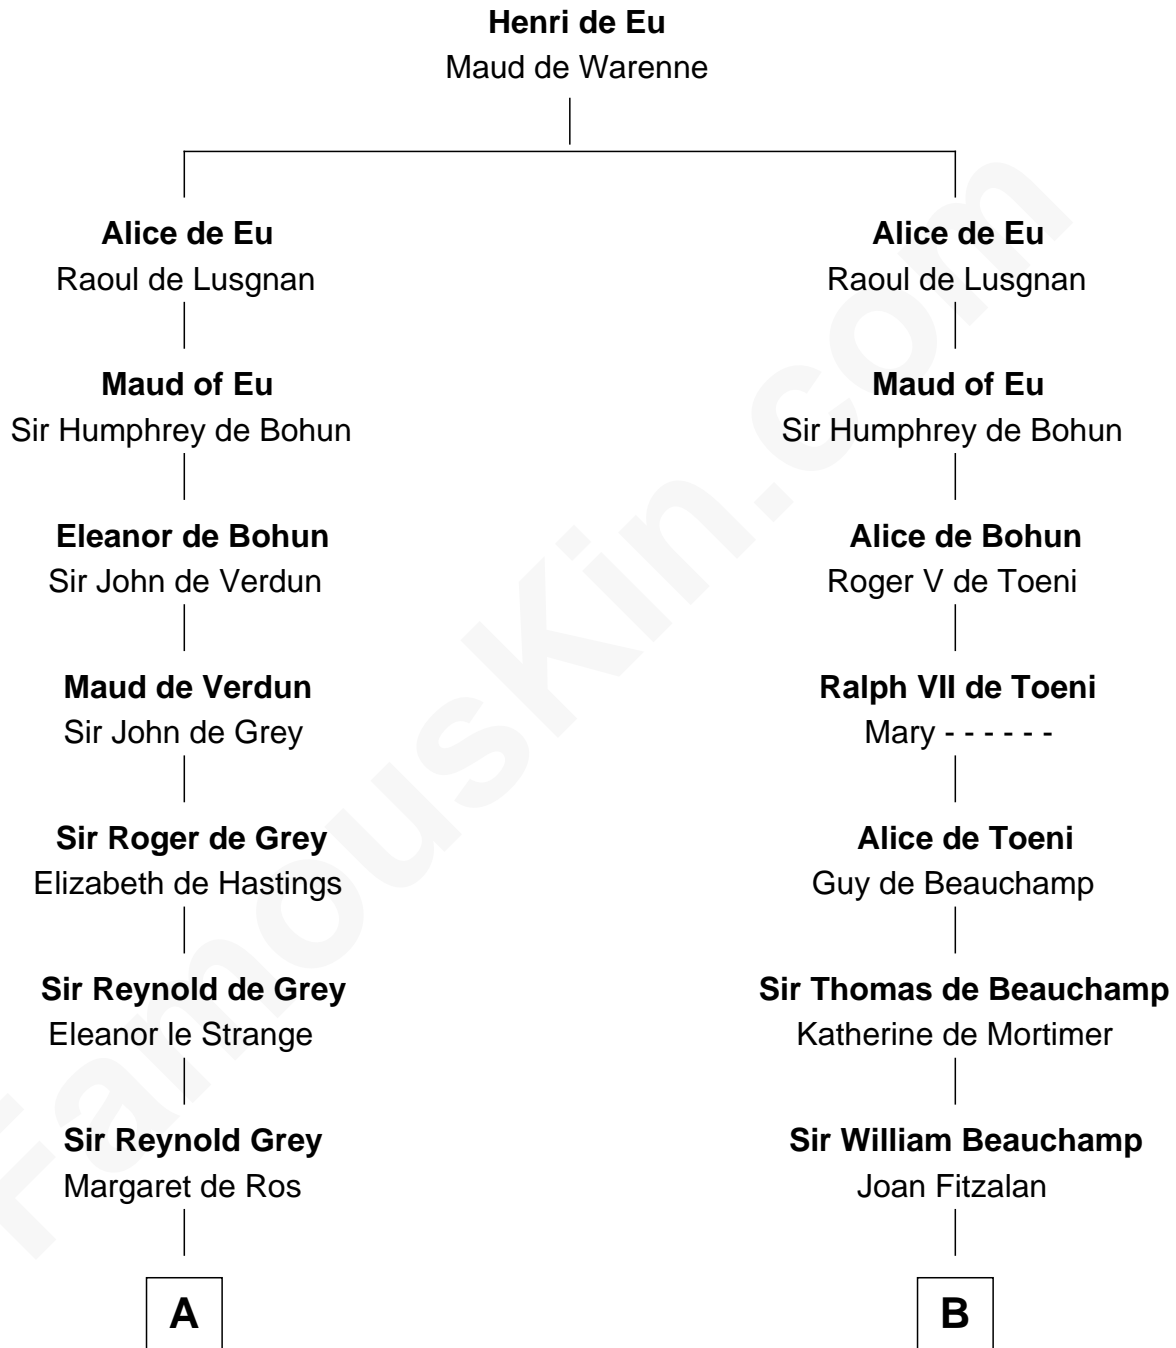 Henri de Eu
Maud de Warenne
Alice de Eu
Raoul de Lusgnan
Maud of Eu
Sir Humphrey de Bohun
Eleanor de Bohun
Sir John de Verdun
Maud de Verdun
Sir John de Grey
Sir Roger de Grey
Elizabeth de Hastings
Sir Reynold de Grey
Eleanor le Strange
Sir Reynold Grey
Margaret de Ros
A
Alice de Eu
Raoul de Lusgnan
Maud of Eu
Sir Humphrey de Bohun
Alice de Bohun
Roger V de Toeni
Ralph VII de Toeni
Mary - - - - - -
Alice de Toeni
Guy de Beauchamp
Sir Thomas de Beauchamp
Katherine de Mortimer
Sir William Beauchamp
Joan Fitzalan
B
FamousKin.com